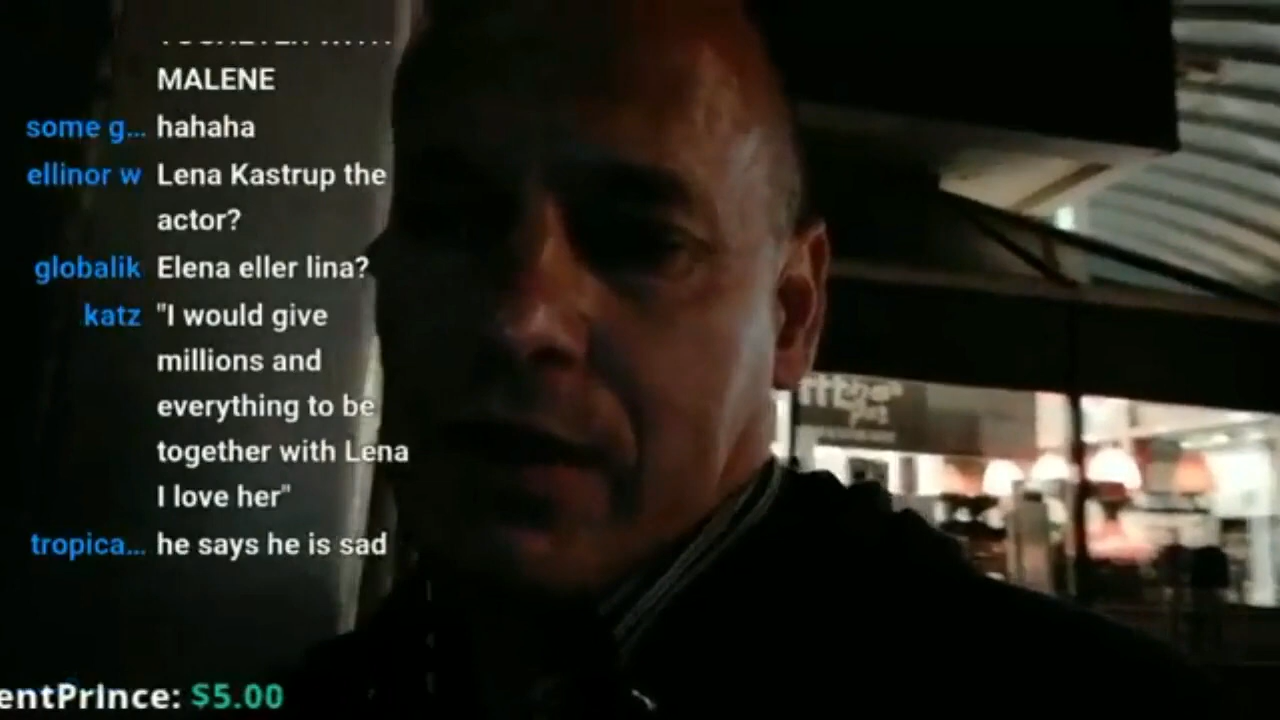 MALENE
some g... hahaha
ellinor w Lena Kastrup the
actor?
globalik Elena eller lina?
katz "I would give
millions and
everything to be
together with Lena
I love her"
tropica... he says he is sad
entPrince: $5.00